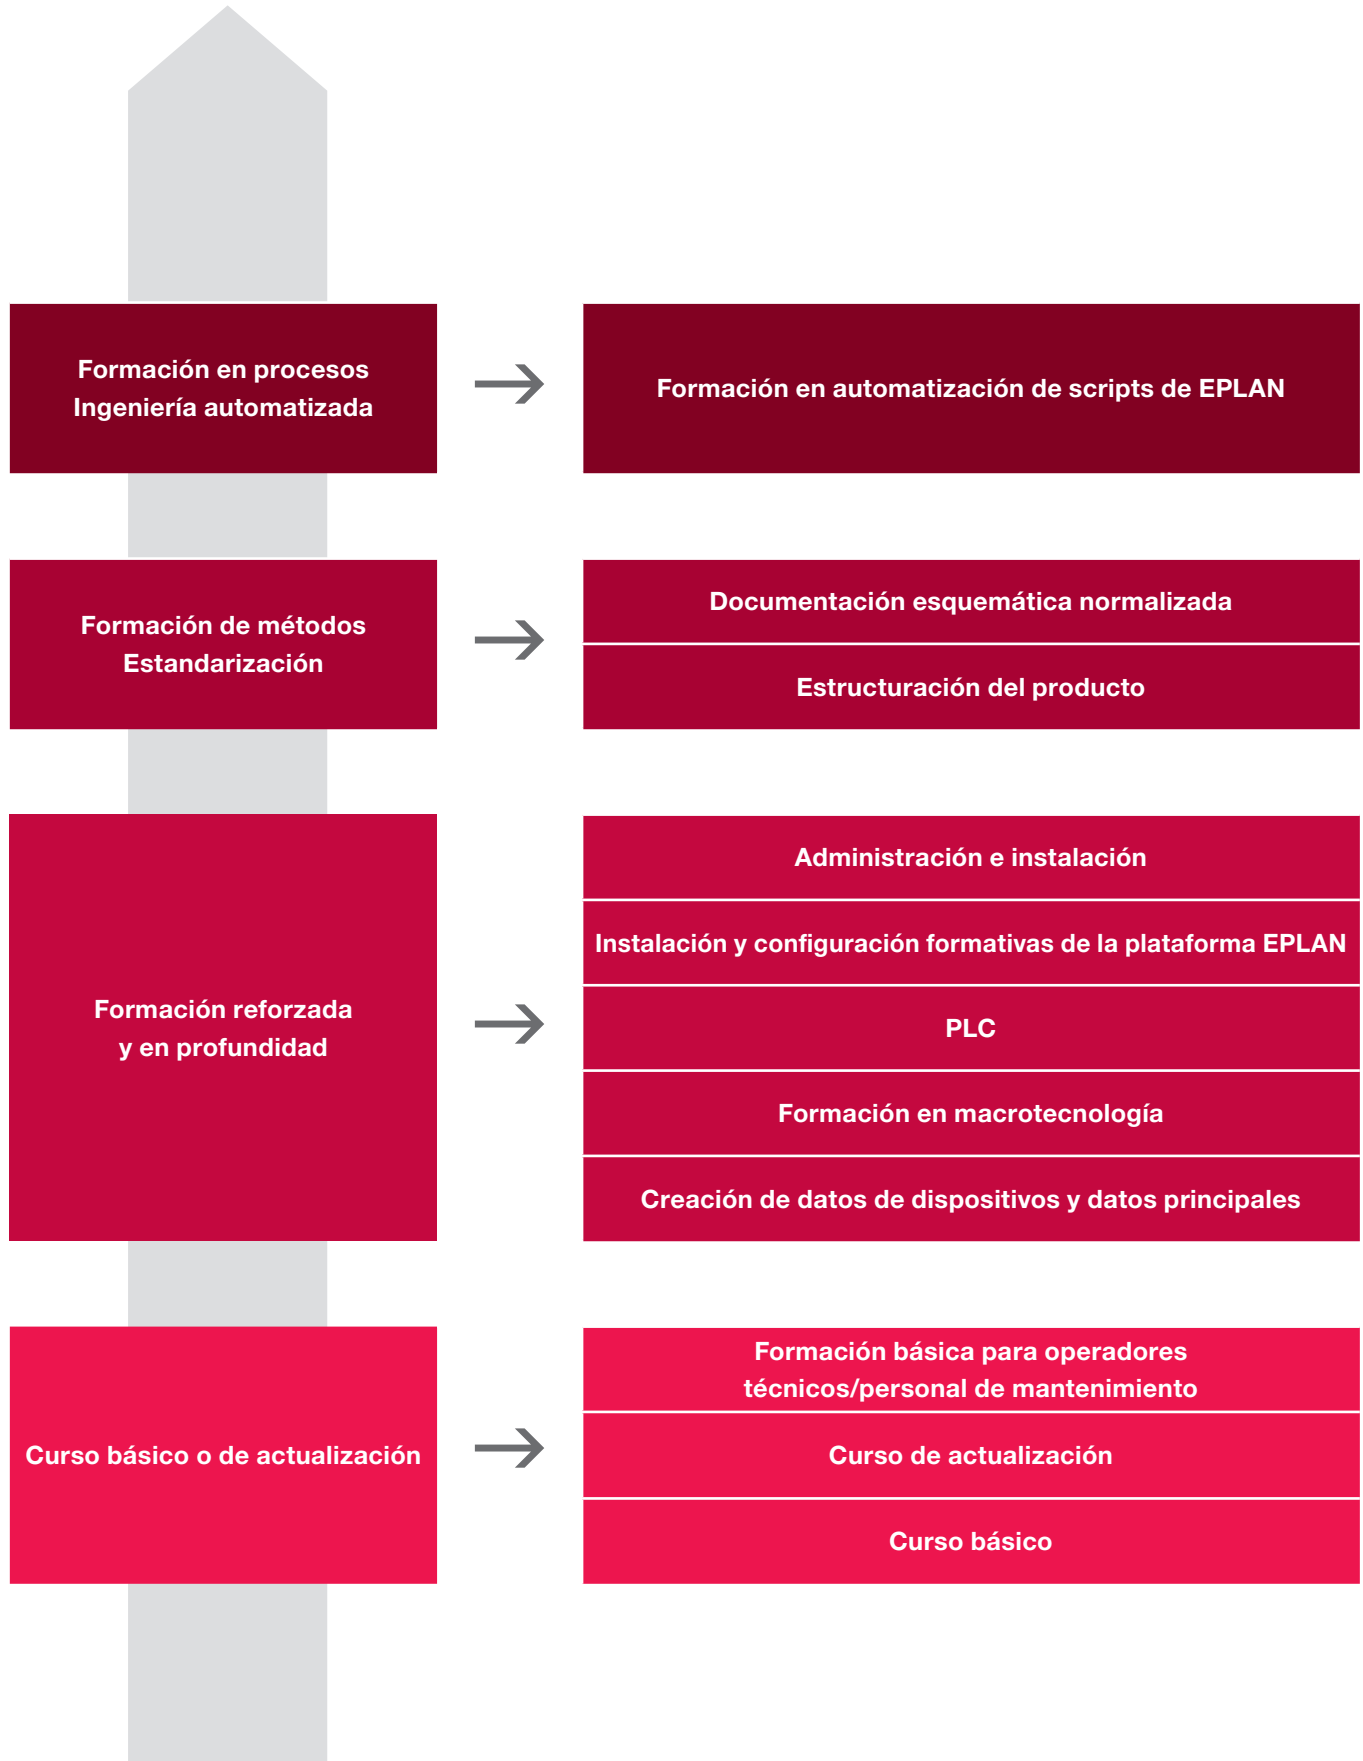 Formación en procesos
Ingeniería automatizada
Formación en automatización de scripts de EPLAN
Formación de métodos
Estandarización
Documentación esquemática normalizada
Estructuración del producto
Formación reforzada
y en profundidad
Administración e instalación
Instalación y configuración formativas de la plataforma EPLAN
PLC
Formación en macrotecnología
Creación de datos de dispositivos y datos principales
Curso básico o de actualización
Formación básica para operadores
técnicos/personal de mantenimiento
Curso de actualización
Curso básico